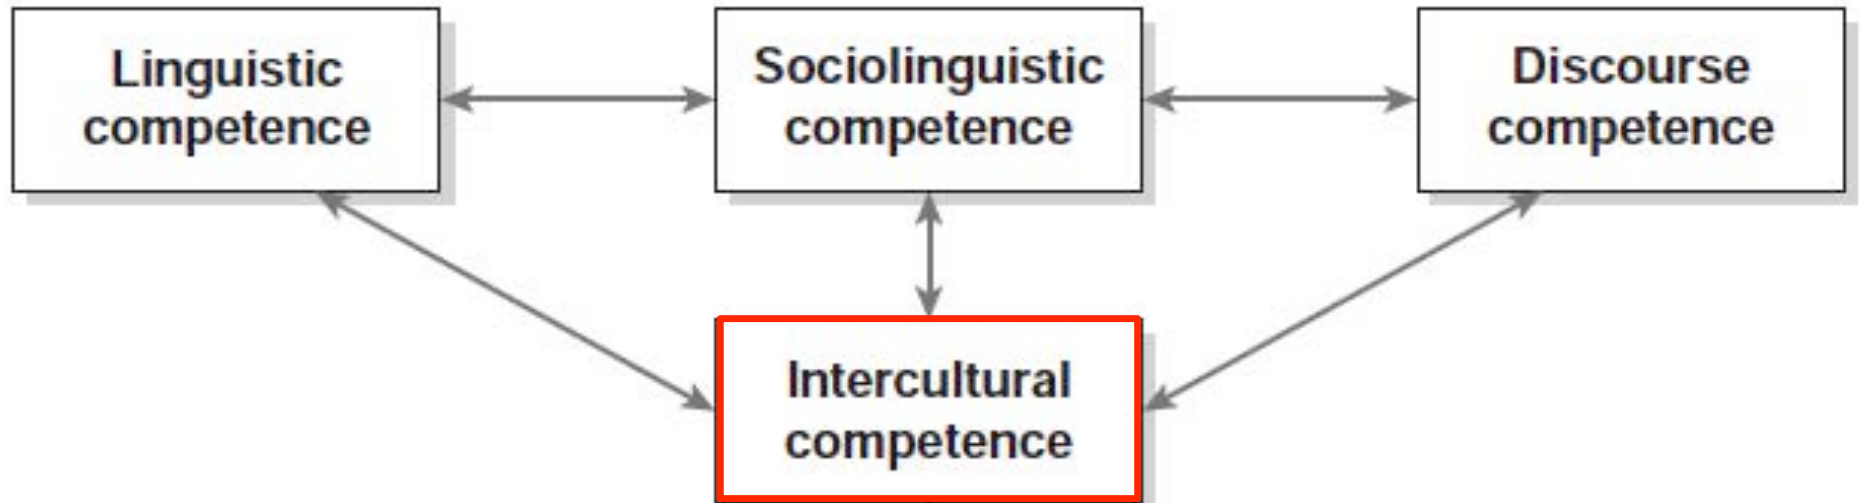 Linguistic
competence
Sociolinguistic
competence
Discourse
competence
Intercultural
competence